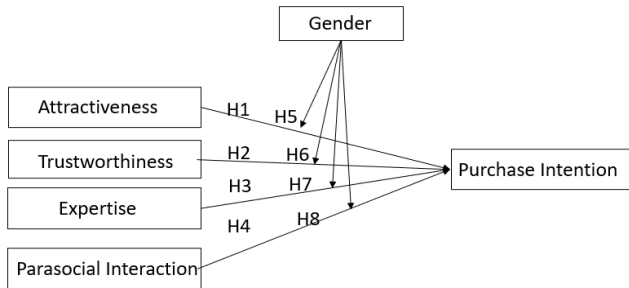 Gender
Attractiveness
H1
H5
Trustworthiness
H2
H6
Purchase Intention
Expertise
H3
H7
Parasocial Interaction
H4
H8